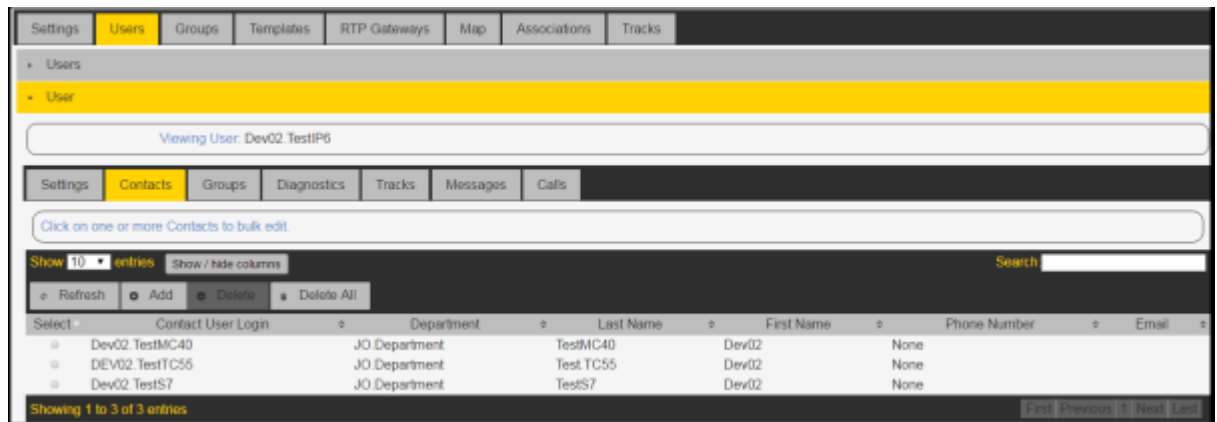 Settings Users Groups Templates RTP Gateways Map Associations Tracks
Users
User
Viewing User: Dev02.TestIP6
Settings Contacts Groups Diagnostics Tracks Messages Calls
Click on one or more Contacts to bulk edit.
Show 10 entries Show / hide columns Search:
Refresh Add Delete Delete All
Select Contact User Login Department Last Name First Name Phone Number Email
Dev02.TestMC40 JO.Department TestMC40 Dev02 None
DEV02.TestTC55 JO.Department Test.TC55 Dev02 None
Dev02.TestS7 JO.Department TestS7 Dev02 None
Showing 1 to 3 of 3 entries First Previous 1 Next Last